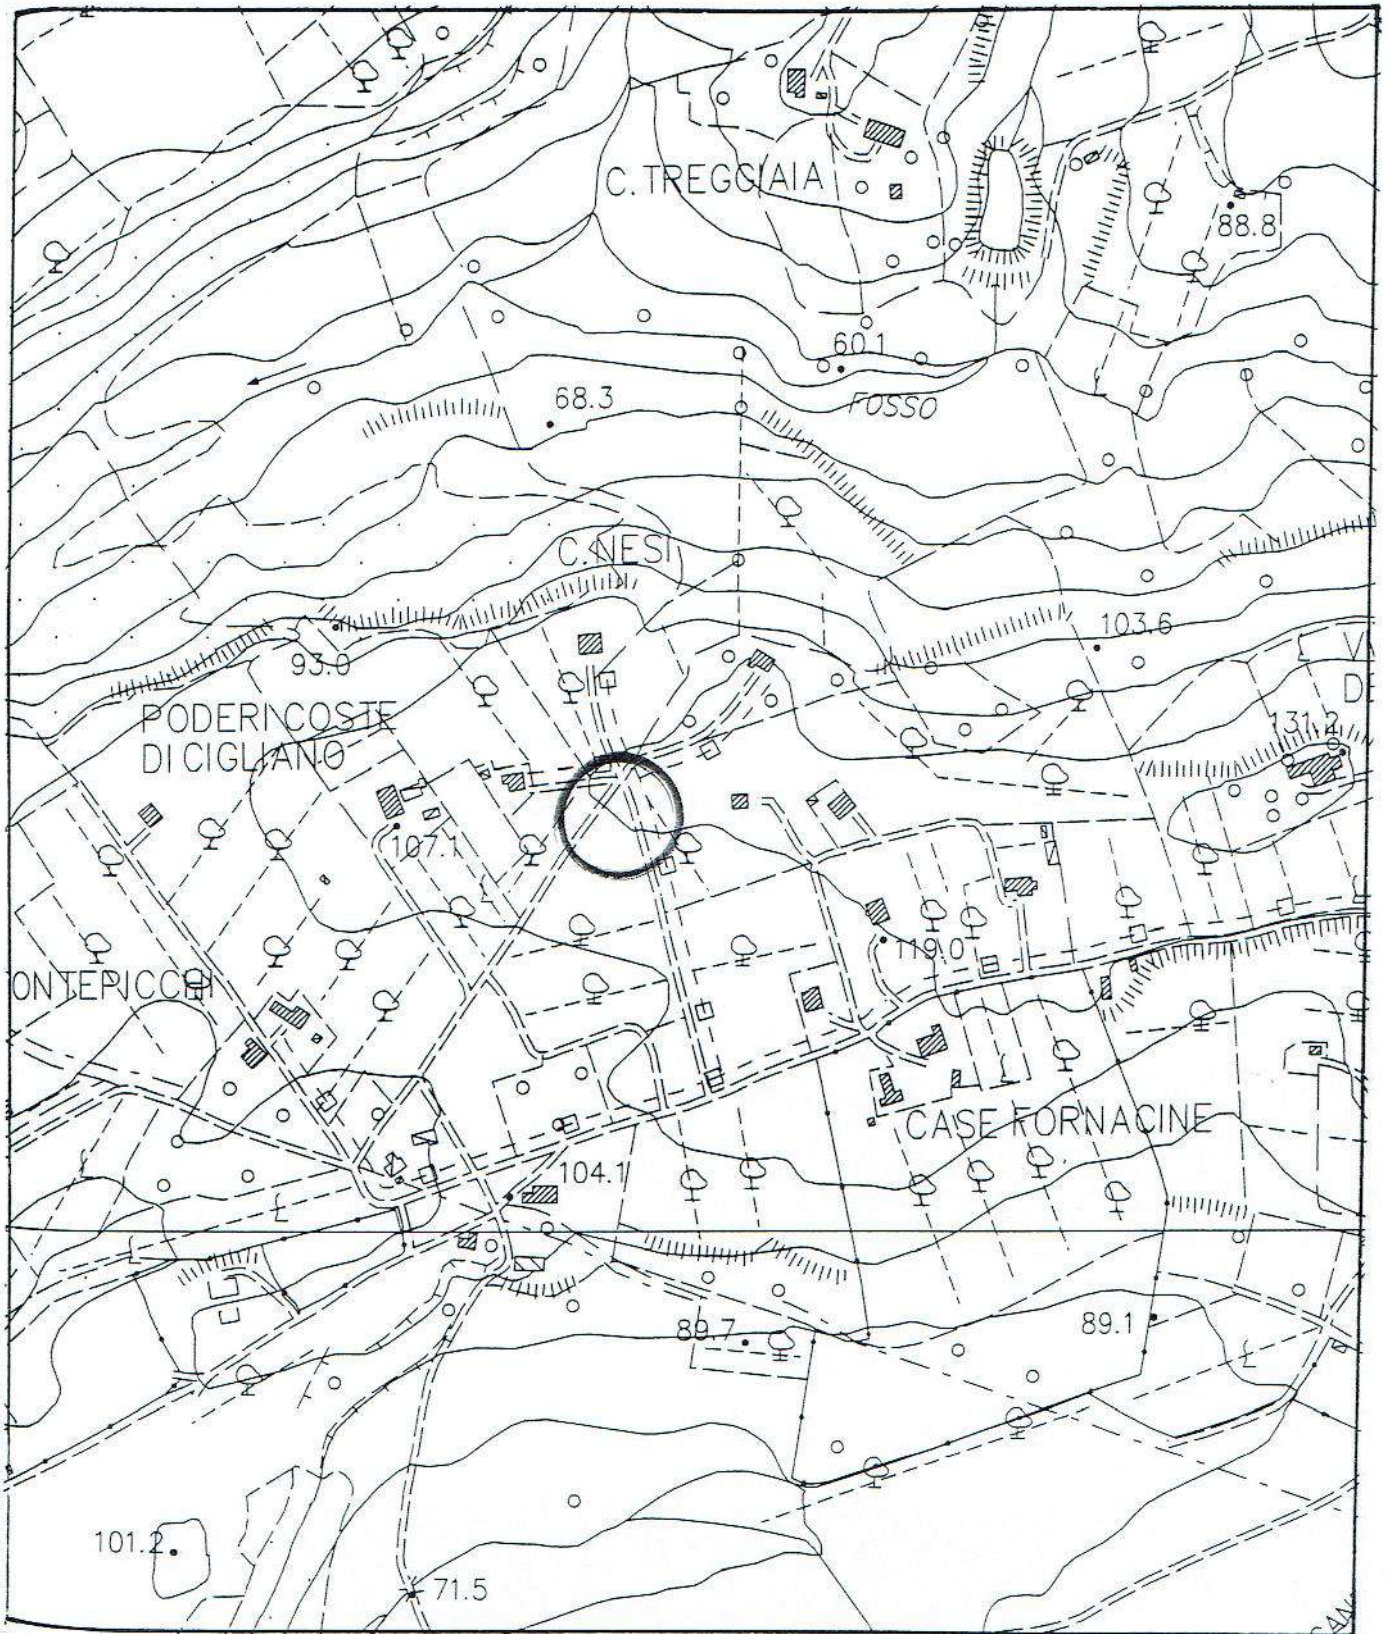 C. TREGGIAIA
88.8
60.1
FOSSO
68.3
C. NESI
103.6
93.0
PODERI COSTE
DI CIGLIANO
131.2
107.1
119.0
ONTEPICCHI
CASE FORNACINE
104.1
89.7
89.1
101.2
71.5